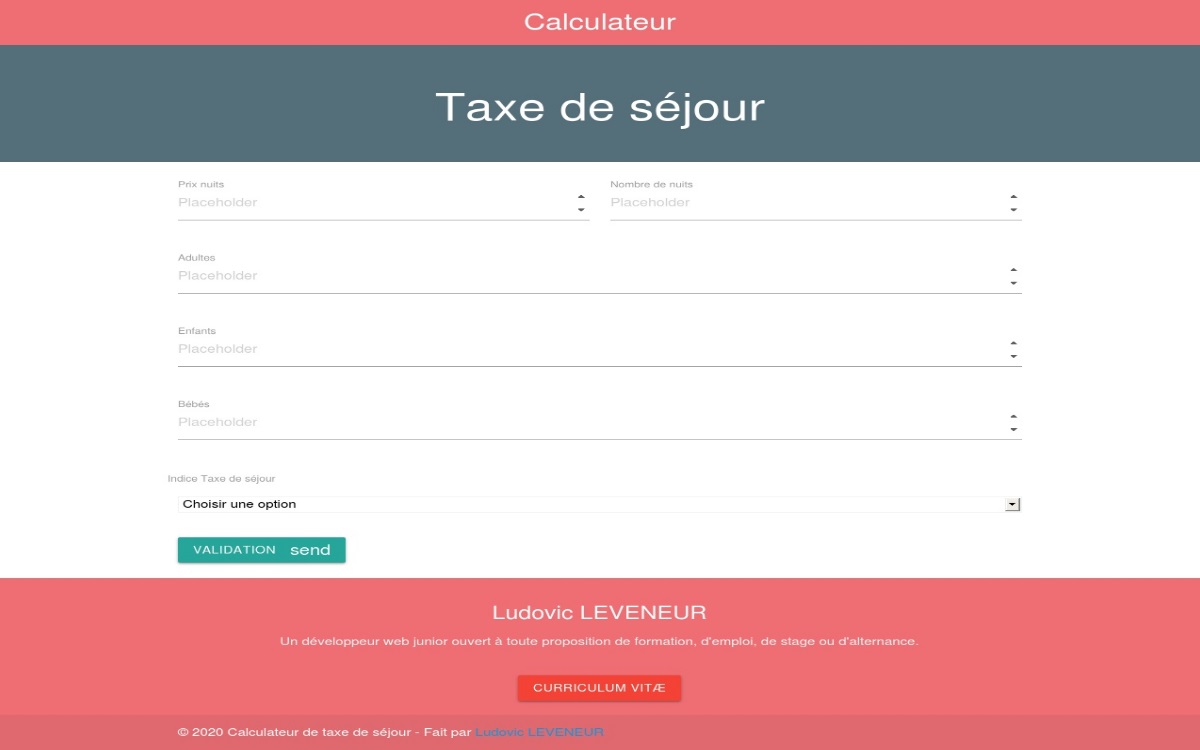 Calculateur
Taxe de séjour
Prix nuits
Nombre de nuits
Placeholder
Placeholder
Adultes
Placeholder
Enfants
Placeholder
Bébés
Placeholder
Indice Taxe de séjour
Choisir une option
VALIDATION send
Ludovic LEVENEUR
Un développeur web junior ouvert à toute proposition de formation, d'emploi, de stage ou d'alternance.
CURRICULUM VITÆ
© 2020 Calculateur de taxe de séjour - Fait par Ludovic LEVENEUR